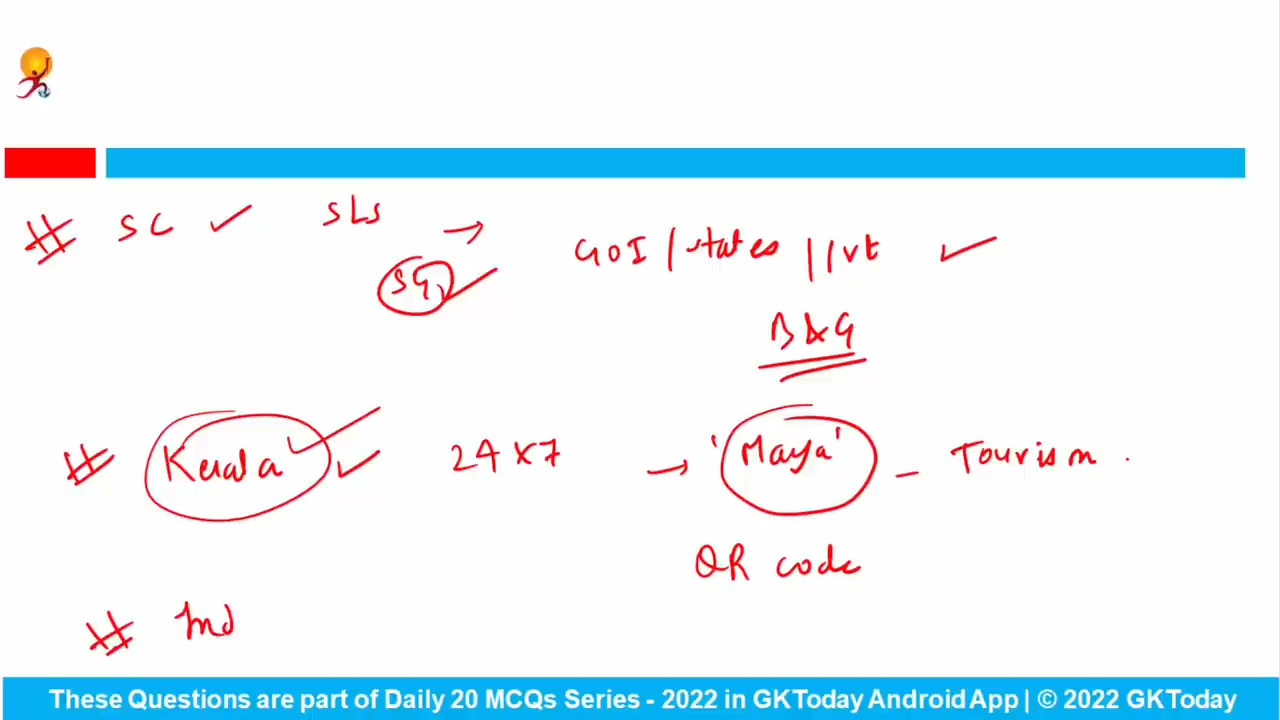 # SC SLS
SG, GOI / states / Pvt
B & G
# Kerala 24x7 → 'Maya' - Tourism .
QR code
# Ind
These Questions are part of Daily 20 MCQs Series - 2022 in GKToday Android App | © 2022 GKToday